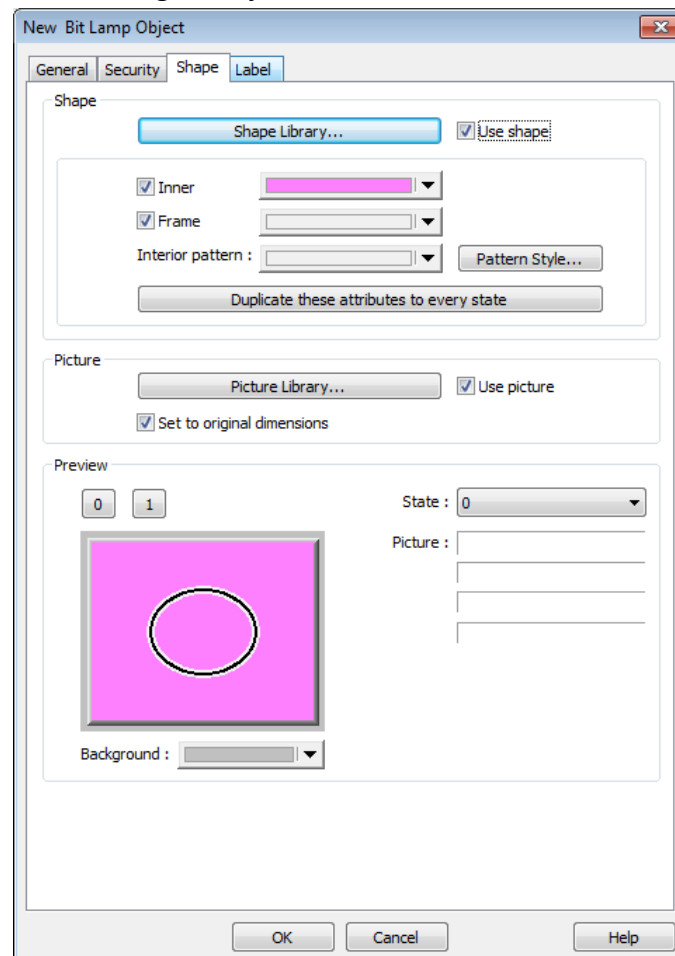 New Bit Lamp Object
General Security Shape Label
Shape
Shape Library... Use shape
Inner
Frame
Interior pattern : Pattern Style...
Duplicate these attributes to every state
Picture
Picture Library... Use picture
Set to original dimensions
Preview
0 1 State : 0
Picture :
Background :
OK Cancel Help